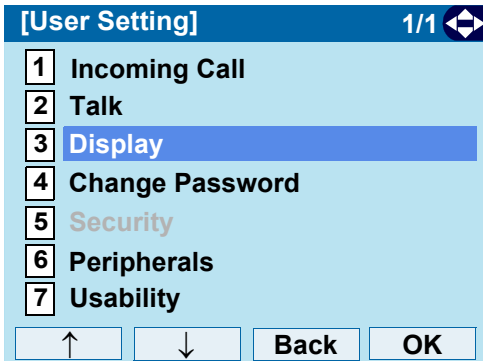 [User Setting] 1/1
1 Incoming Call
2 Talk
3 Display
4 Change Password
5 Security
6 Peripherals
7 Usability
↑ ↓ Back OK